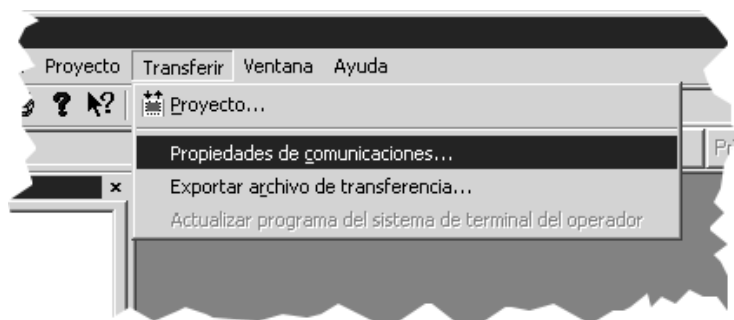 Proyecto Transferir Ventana Ayuda
Proyecto...
Propiedades de comunicaciones...
Exportar archivo de transferencia...
Actualizar programa del sistema de terminal del operador